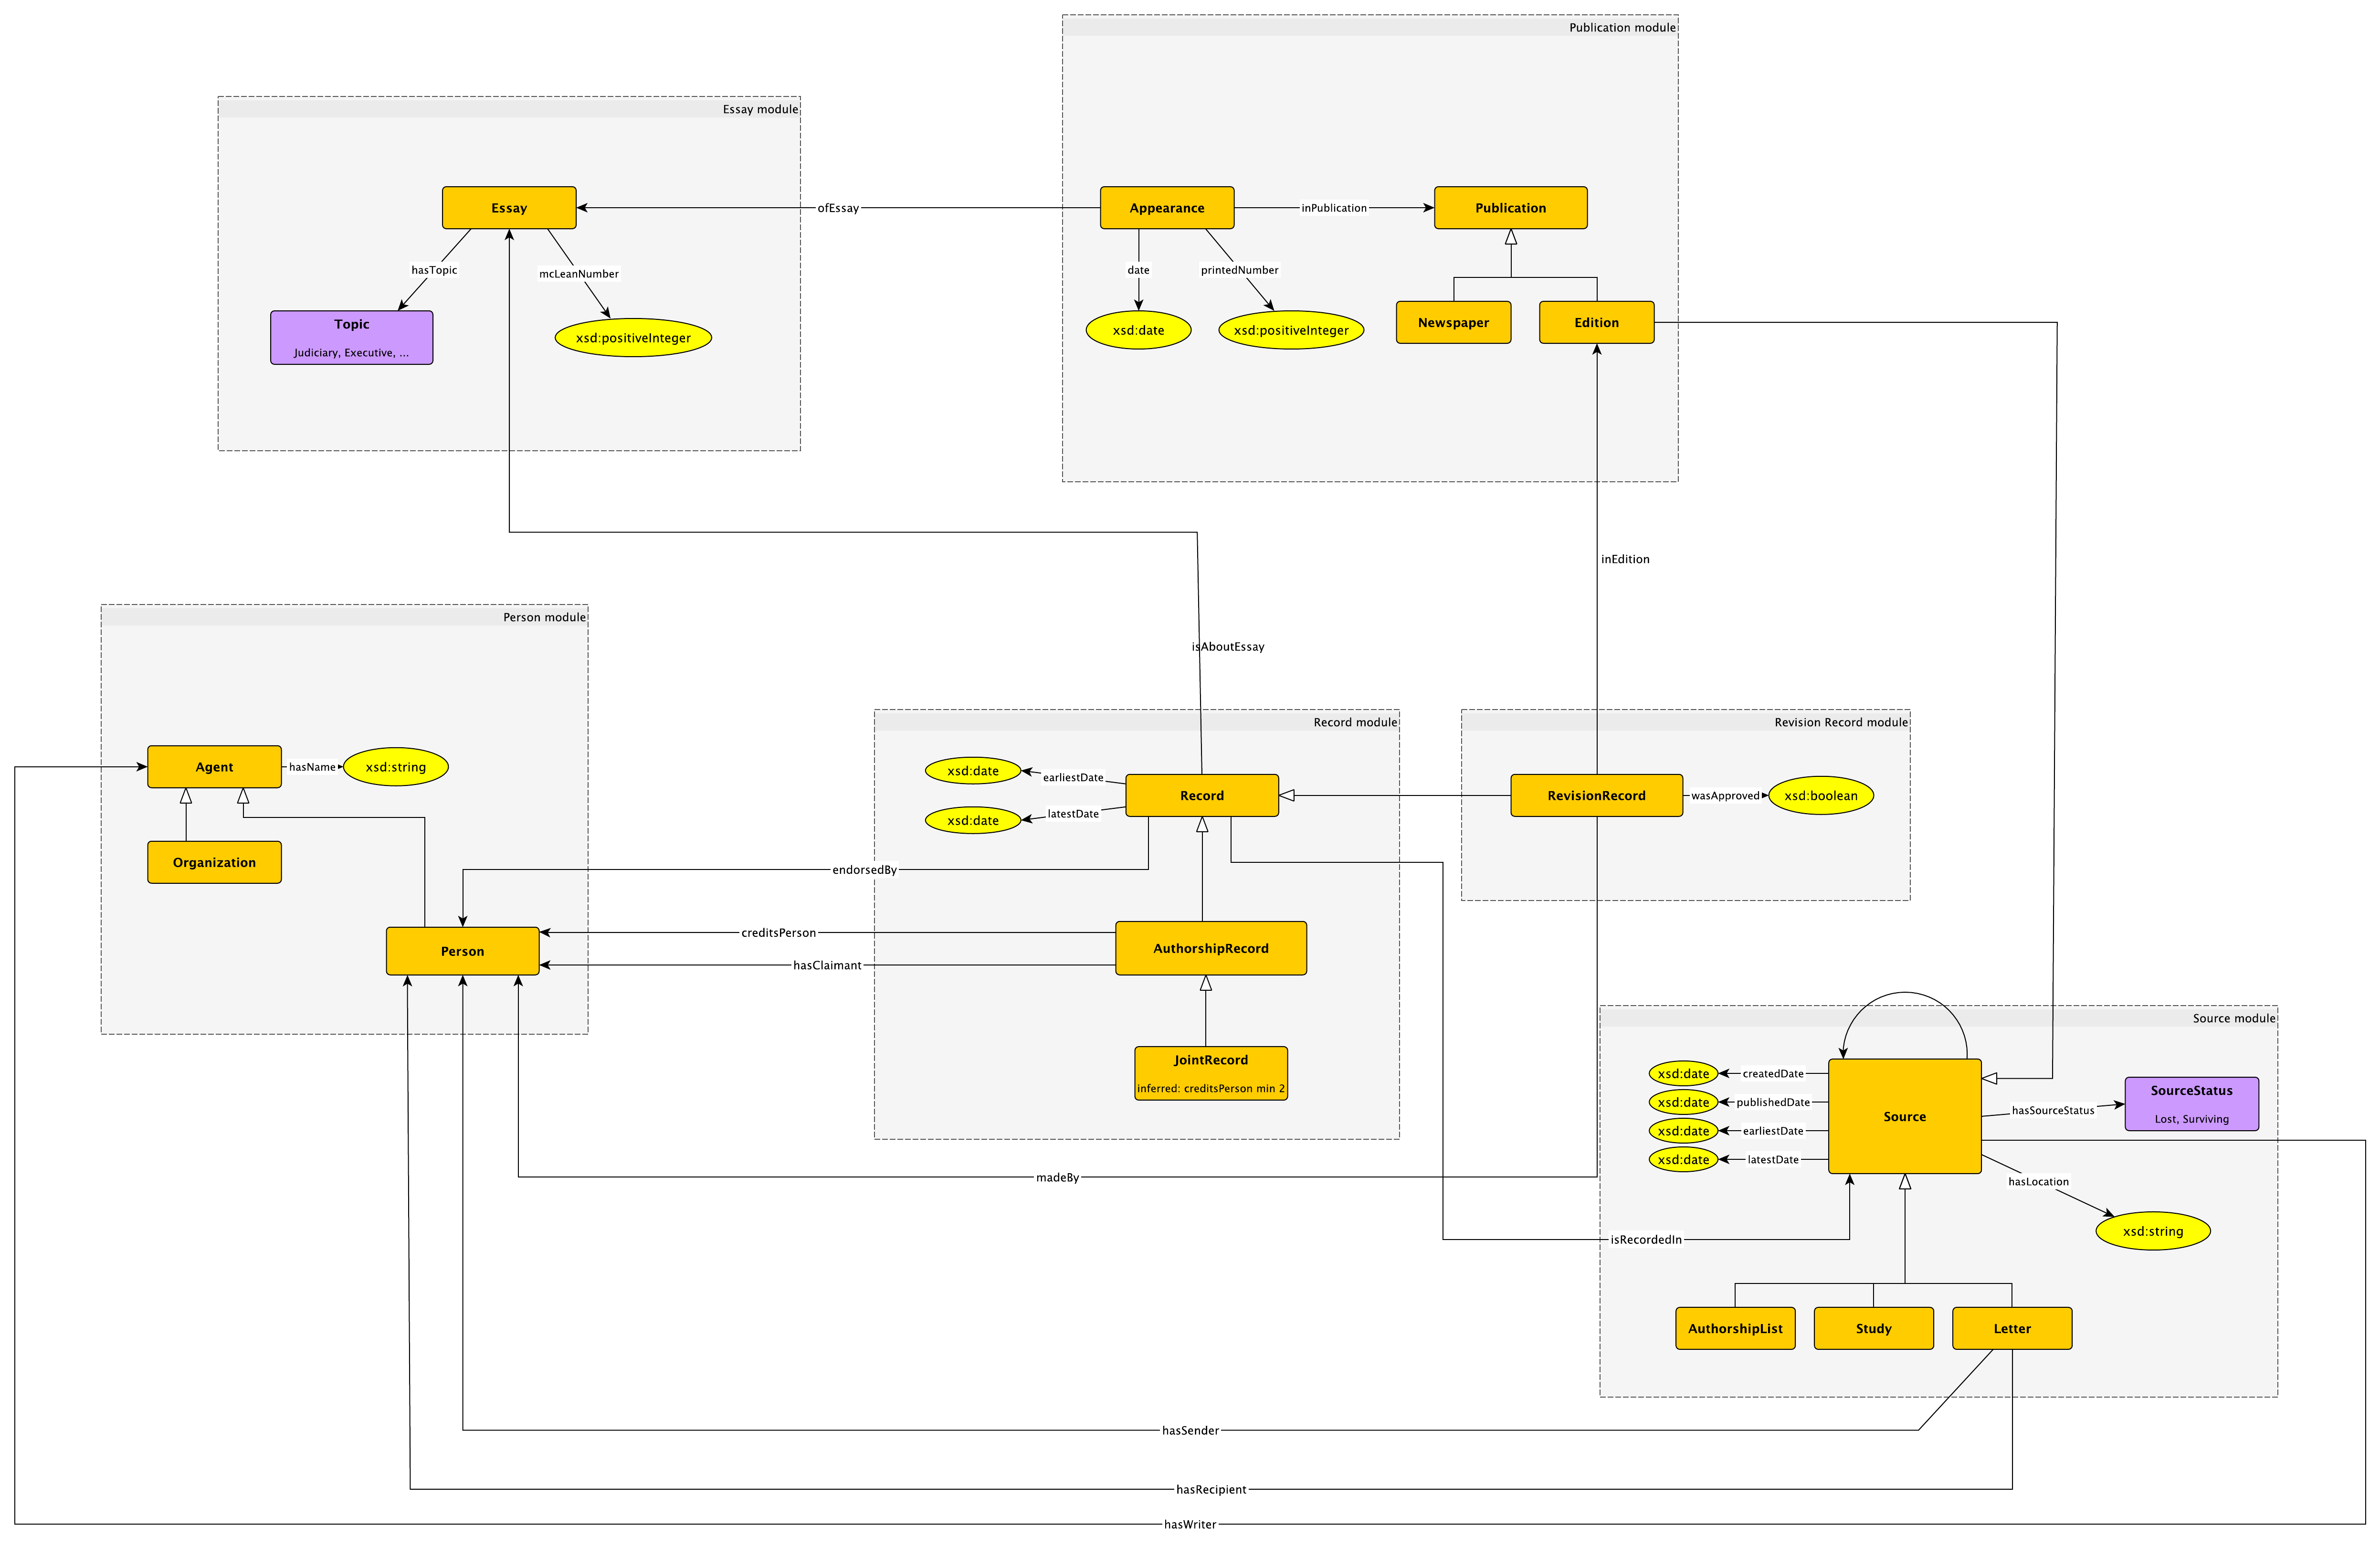 Publication module
Essay module
Essay
ofEssay
Appearance
inPublication
Publication
hasTopic
mcLeanNumber
date
printedNumber
Topic
Judiciary, Executive, ...
xsd:positiveInteger
xsd:date
xsd:positiveInteger
Newspaper
Edition
inEdition
Person module
isAboutEssay
Record module
Revision Record module
Agent
hasName
xsd:string
xsd:date
earliestDate
Record
xsd:date
latestDate
RevisionRecord
wasApproved
xsd:boolean
Organization
endorsedBy
Person
creditsPerson
hasClaimant
AuthorshipRecord
JointRecord
inferred: creditsPerson min 2
Source module
xsd:date
createdDate
xsd:date
publishedDate
xsd:date
earliestDate
xsd:date
latestDate
Source
hasSourceStatus
SourceStatus
Lost, Surviving
hasLocation
xsd:string
madeBy
isRecordedIn
AuthorshipList
Study
Letter
hasSender
hasRecipient
hasWriter